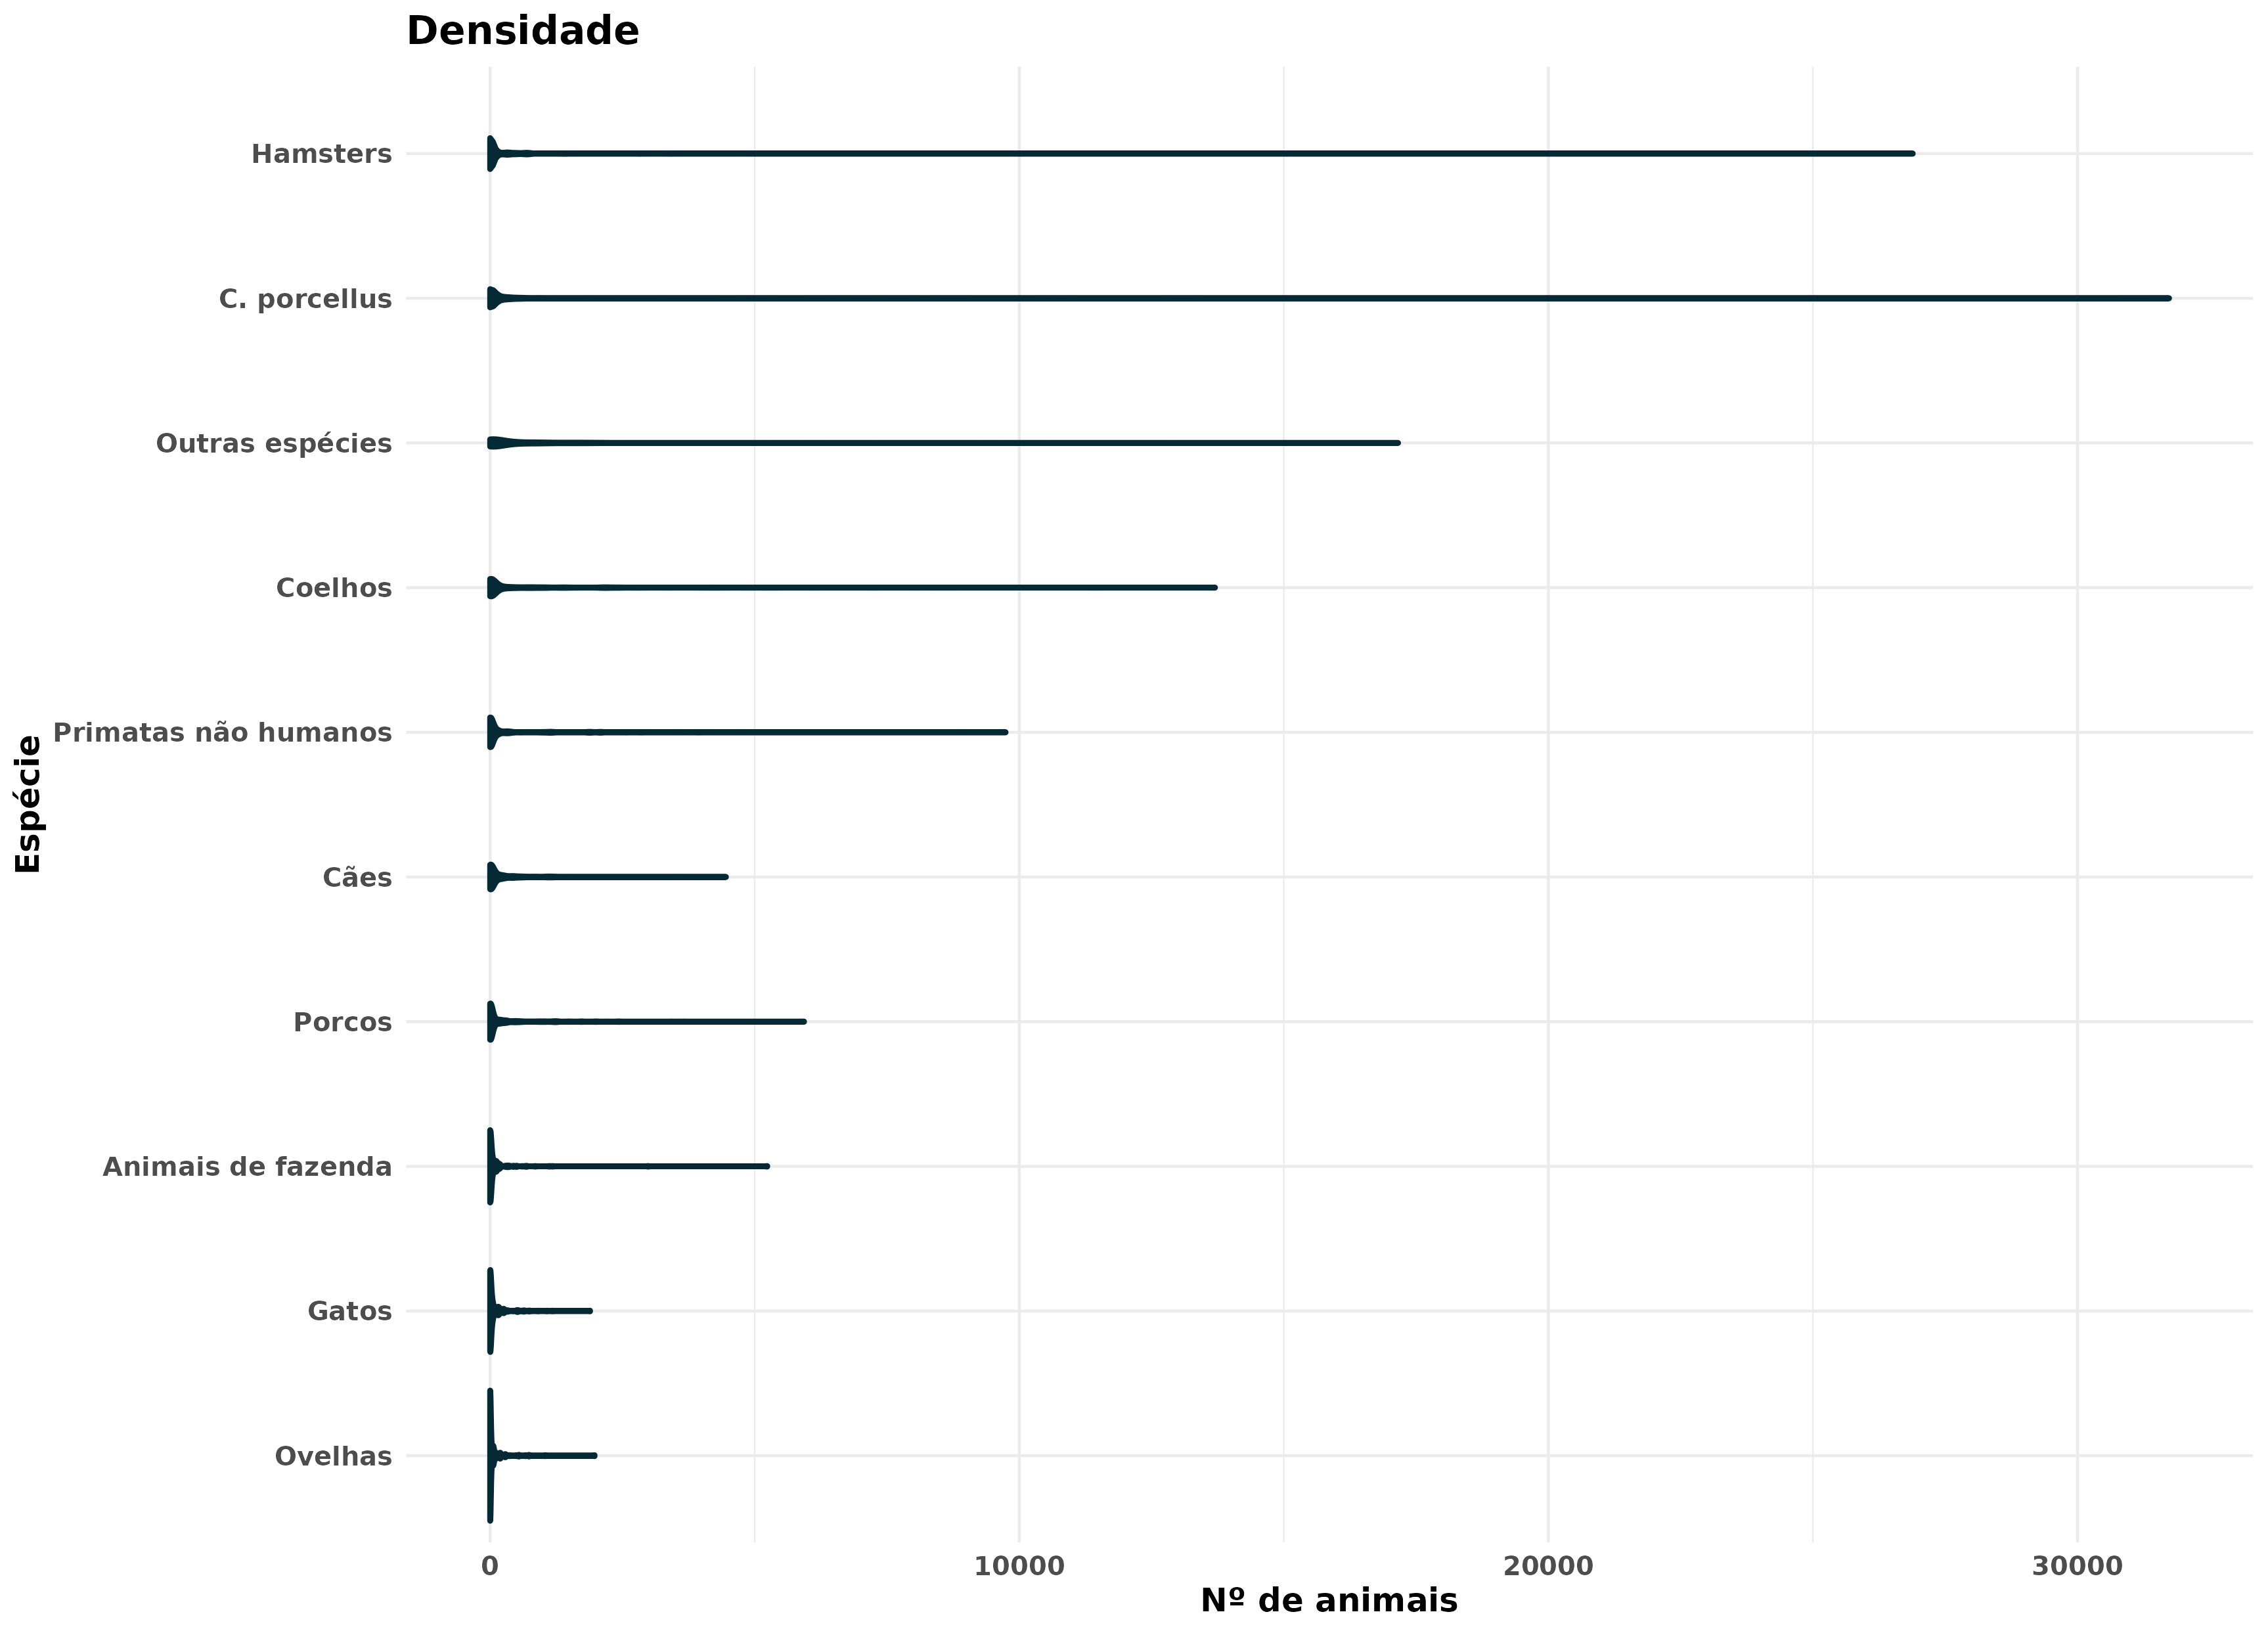 Densidade
Espécie
Hamsters
C. porcellus
Outras espécies
Coelhos
Primatas não humanos
Cães
Porcos
Animais de fazenda
Gatos
Ovelhas
0 10000 20000 30000
Nº de animais